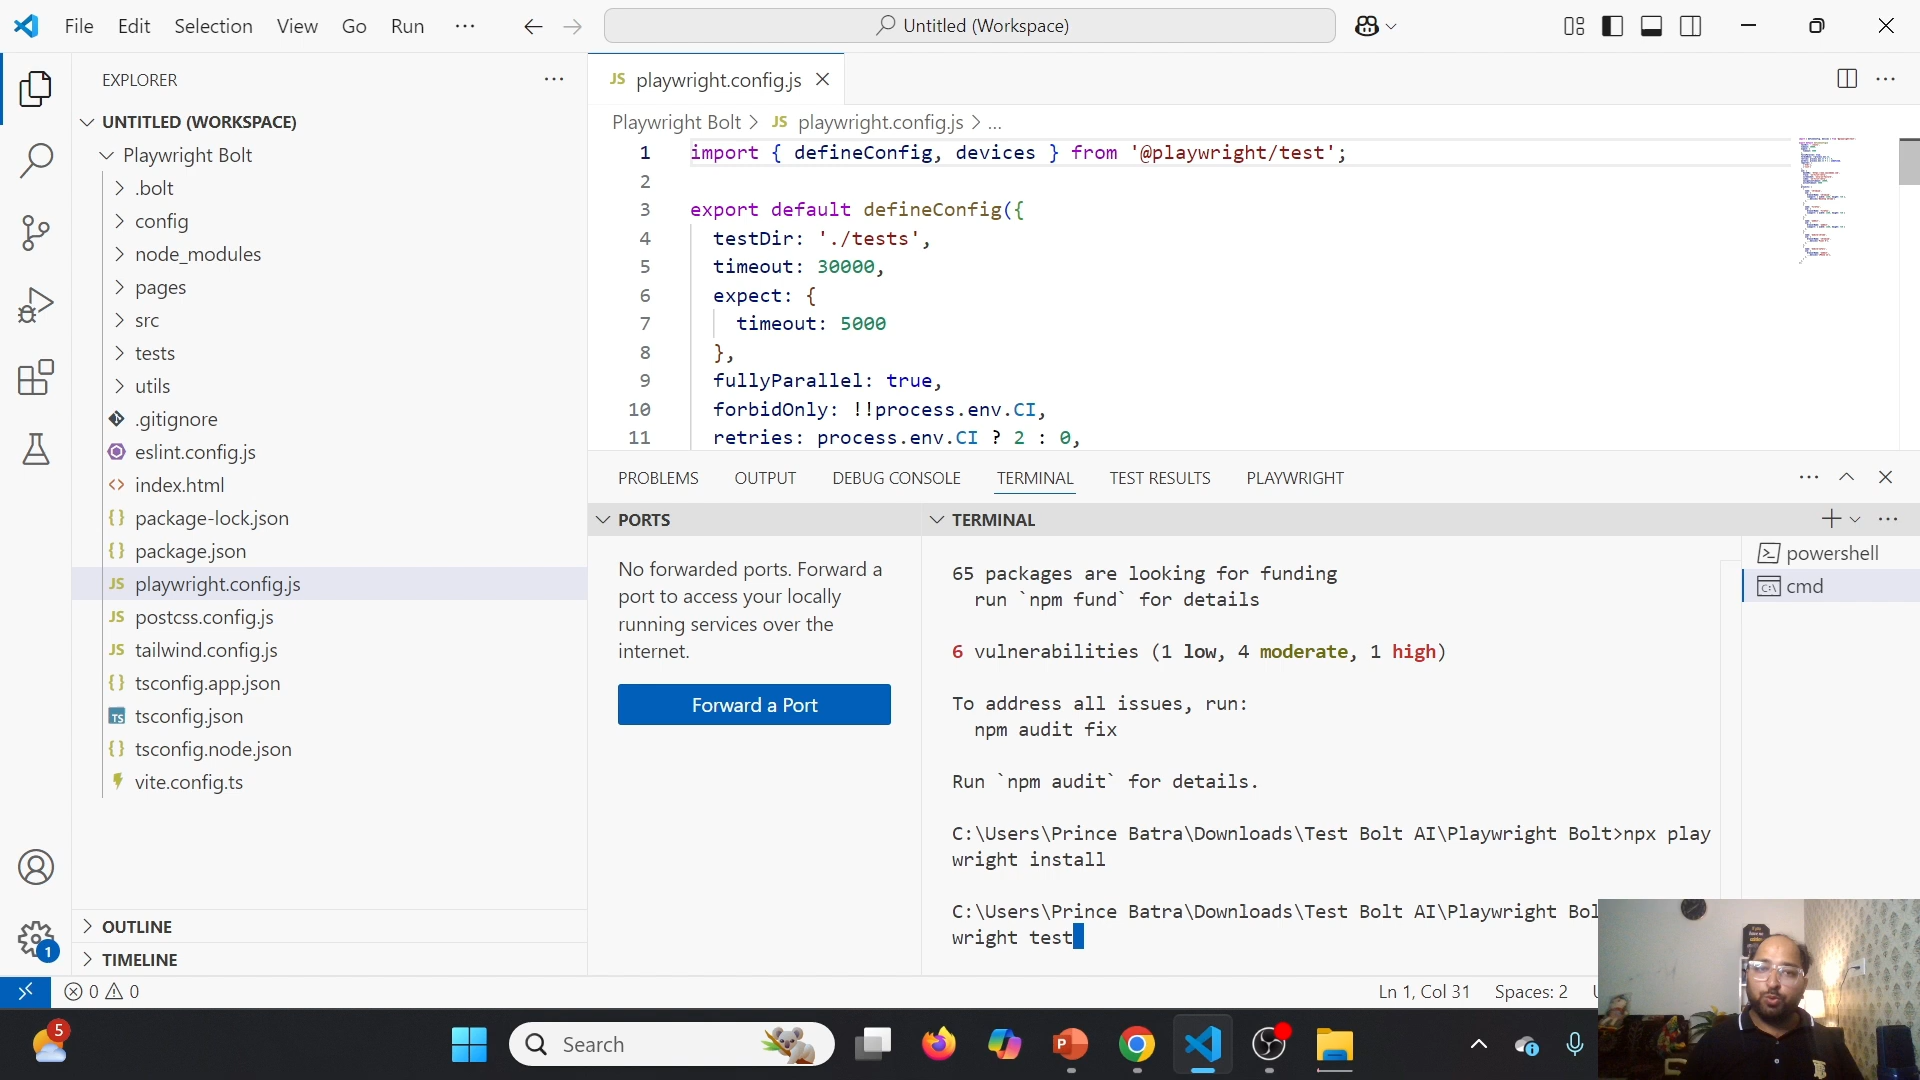 File Edit Selection View Go Run ...
Untitled (Workspace)
EXPLORER
UNTITLED (WORKSPACE)
Playwright Bolt
.bolt
config
node_modules
pages
src
tests
utils
.gitignore
eslint.config.js
index.html
package-lock.json
package.json
JS playwright.config.js
JS postcss.config.js
JS tailwind.config.js
tsconfig.app.json
TS tsconfig.json
tsconfig.node.json
vite.config.ts
OUTLINE
TIMELINE
1
JS playwright.config.js
Playwright Bolt > JS playwright.config.js > ...
1 import { defineConfig, devices } from '@playwright/test';
2
3 export default defineConfig({
4 testDir: './tests',
5 timeout: 30000,
6 expect: {
7 timeout: 5000
8 },
9 fullyParallel: true,
10 forbidOnly: !!process.env.CI,
11 retries: process.env.CI ? 2 : 0,
PROBLEMS OUTPUT DEBUG CONSOLE TERMINAL TEST RESULTS PLAYWRIGHT
PORTS
No forwarded ports. Forward a
port to access your locally
running services over the
internet.
Forward a Port
TERMINAL
65 packages are looking for funding
run `npm fund` for details
6 vulnerabilities (1 low, 4 moderate, 1 high)
To address all issues, run:
npm audit fix
Run `npm audit` for details.
C:\Users\Prince Batra\Downloads\Test Bolt AI\Playwright Bolt>npx play
wright install
C:\Users\Prince Batra\Downloads\Test Bolt AI\Playwright Bol
wright test
powershell
cmd
0 0
Ln 1, Col 31 Spaces: 2
5
Search